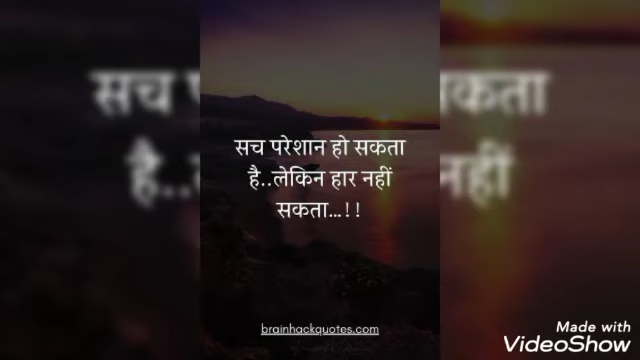 सच परेशान हो सकता
है..लेकिन हार नहीं
सकता...!!
brainhackquotes.com
Made with
VideoShow